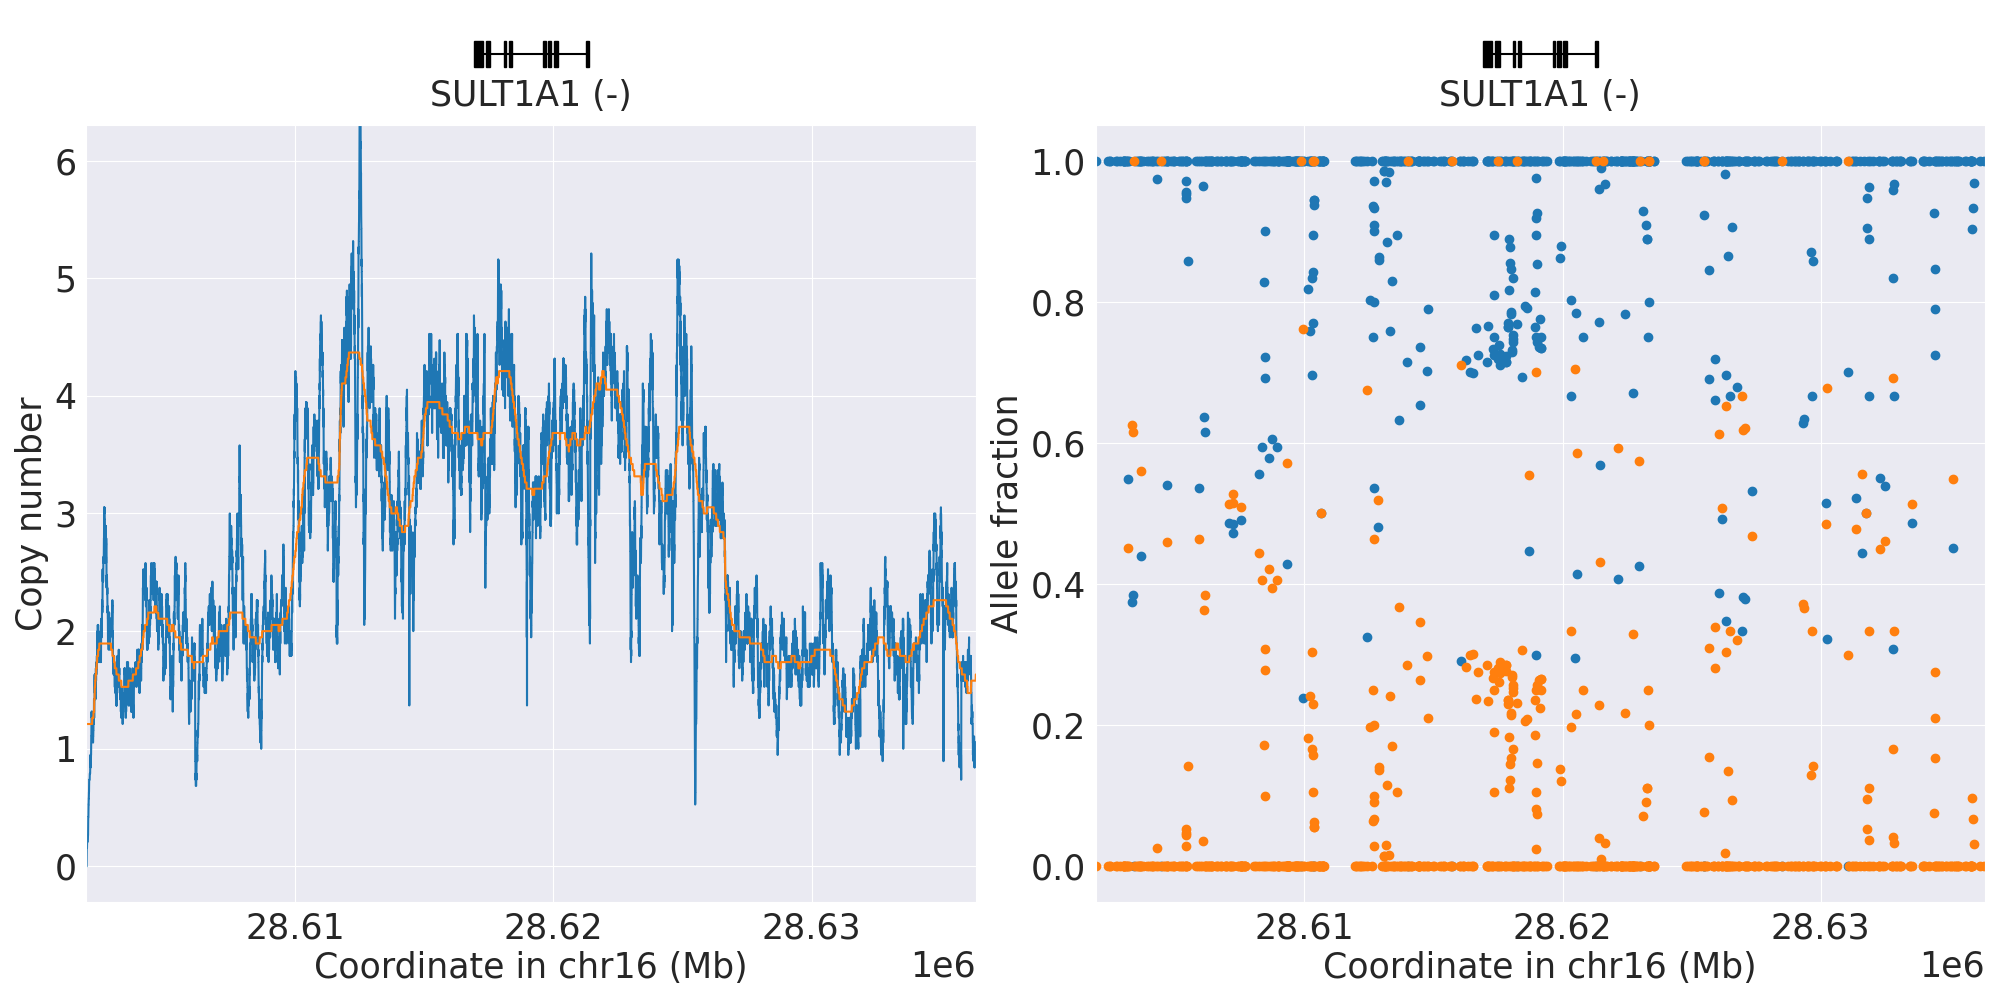 SULT1A1 (-)
6
5
4
3
2
1
0
Copy number
28.61
28.62
28.63
Coordinate in chr16 (Mb)
1e6
SULT1A1 (-)
1.0
0.8
0.6
0.4
0.2
0.0
Allele fraction
28.61
28.62
28.63
Coordinate in chr16 (Mb)
1e6